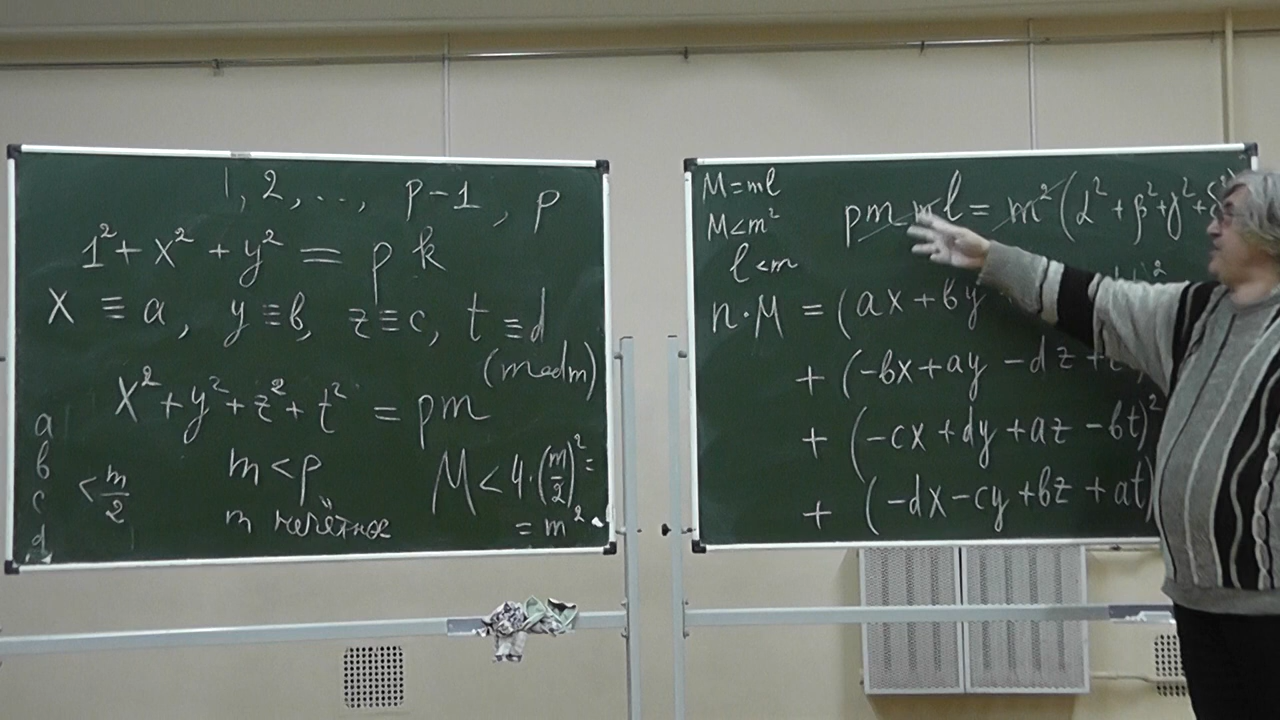 1, 2, ..., p-1, p
1² + x² + y² = pk
x ≡ a, y ≡ b, z ≡ c, t ≡ d
(mod m)
x² + y² + z² + t² = pm
a
b
c
d
< m/2
m < p
m нечётное
M < 4·(m/2)² =
= m²
M = ml
M < m²
l < m
pm ml = m²(α² + β² + γ² +
n·M = (ax + by
+ (-bx + ay - dz +
+ (-cx + dy + az - bt)²
+ (-dx - cy + bz + at)